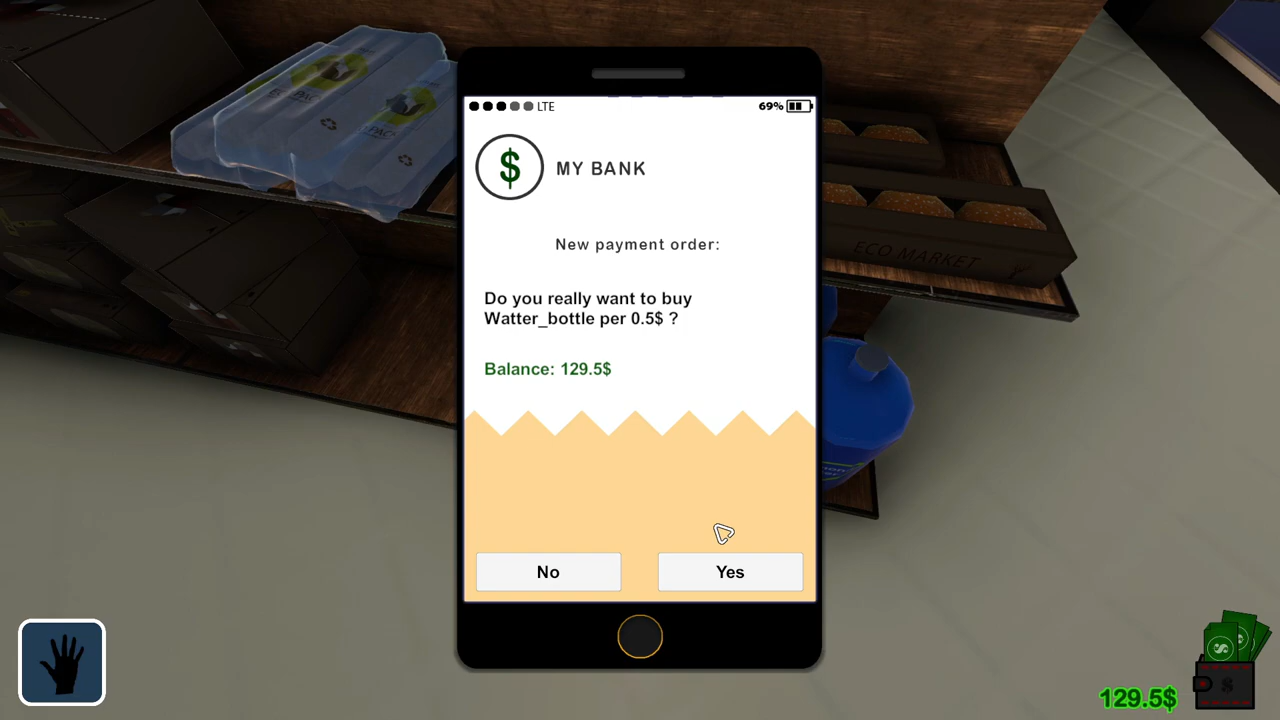 LTE
69%
$ MY BANK
New payment order:
Do you really want to buy
Watter_bottle per 0.5$ ?
Balance: 129.5$
No
Yes
ECO MARKET
129.5$